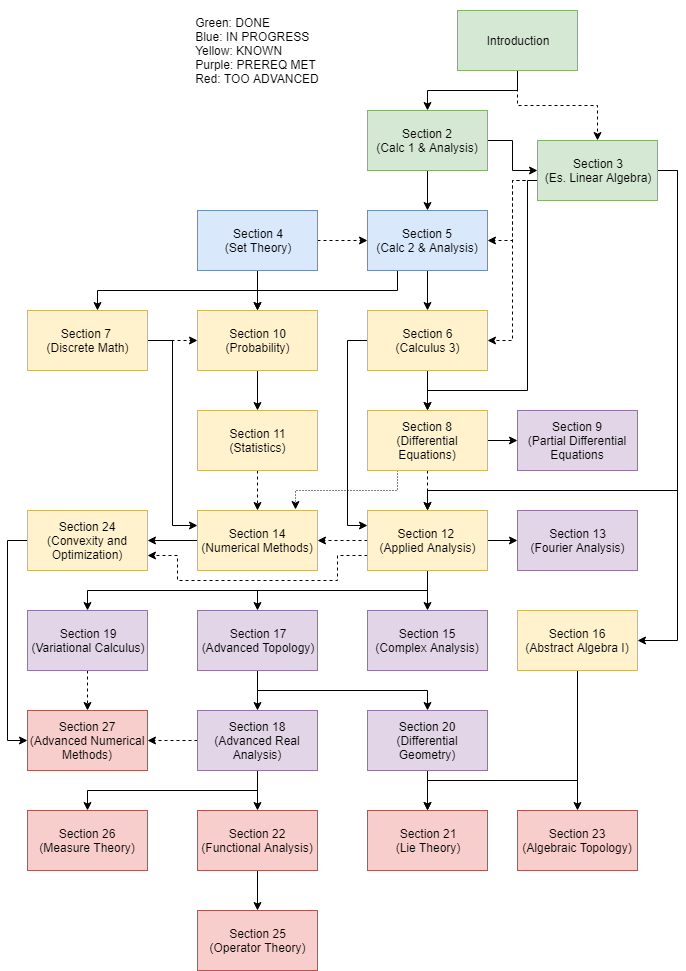 Green: DONE
Blue: IN PROGRESS
Yellow: KNOWN
Purple: PREREQ MET
Red: TOO ADVANCED
Introduction
Section 2
(Calc 1 & Analysis)
Section 3
(Es. Linear Algebra)
Section 4
(Set Theory)
Section 5
(Calc 2 & Analysis)
Section 7
(Discrete Math)
Section 10
(Probability)
Section 6
(Calculus 3)
Section 11
(Statistics)
Section 8
(Differential
Equations)
Section 9
(Partial Differential
Equations
Section 24
(Convexity and
Optimization)
Section 14
(Numerical Methods)
Section 12
(Applied Analysis)
Section 13
(Fourier Analysis)
Section 19
(Variational Calculus)
Section 17
(Advanced Topology)
Section 15
(Complex Analysis)
Section 16
(Abstract Algebra I)
Section 27
(Advanced Numerical
Methods)
Section 18
(Advanced Real
Analysis)
Section 20
(Differential
Geometry)
Section 26
(Measure Theory)
Section 22
(Functional Analysis)
Section 21
(Lie Theory)
Section 23
(Algebraic Topology)
Section 25
(Operator Theory)